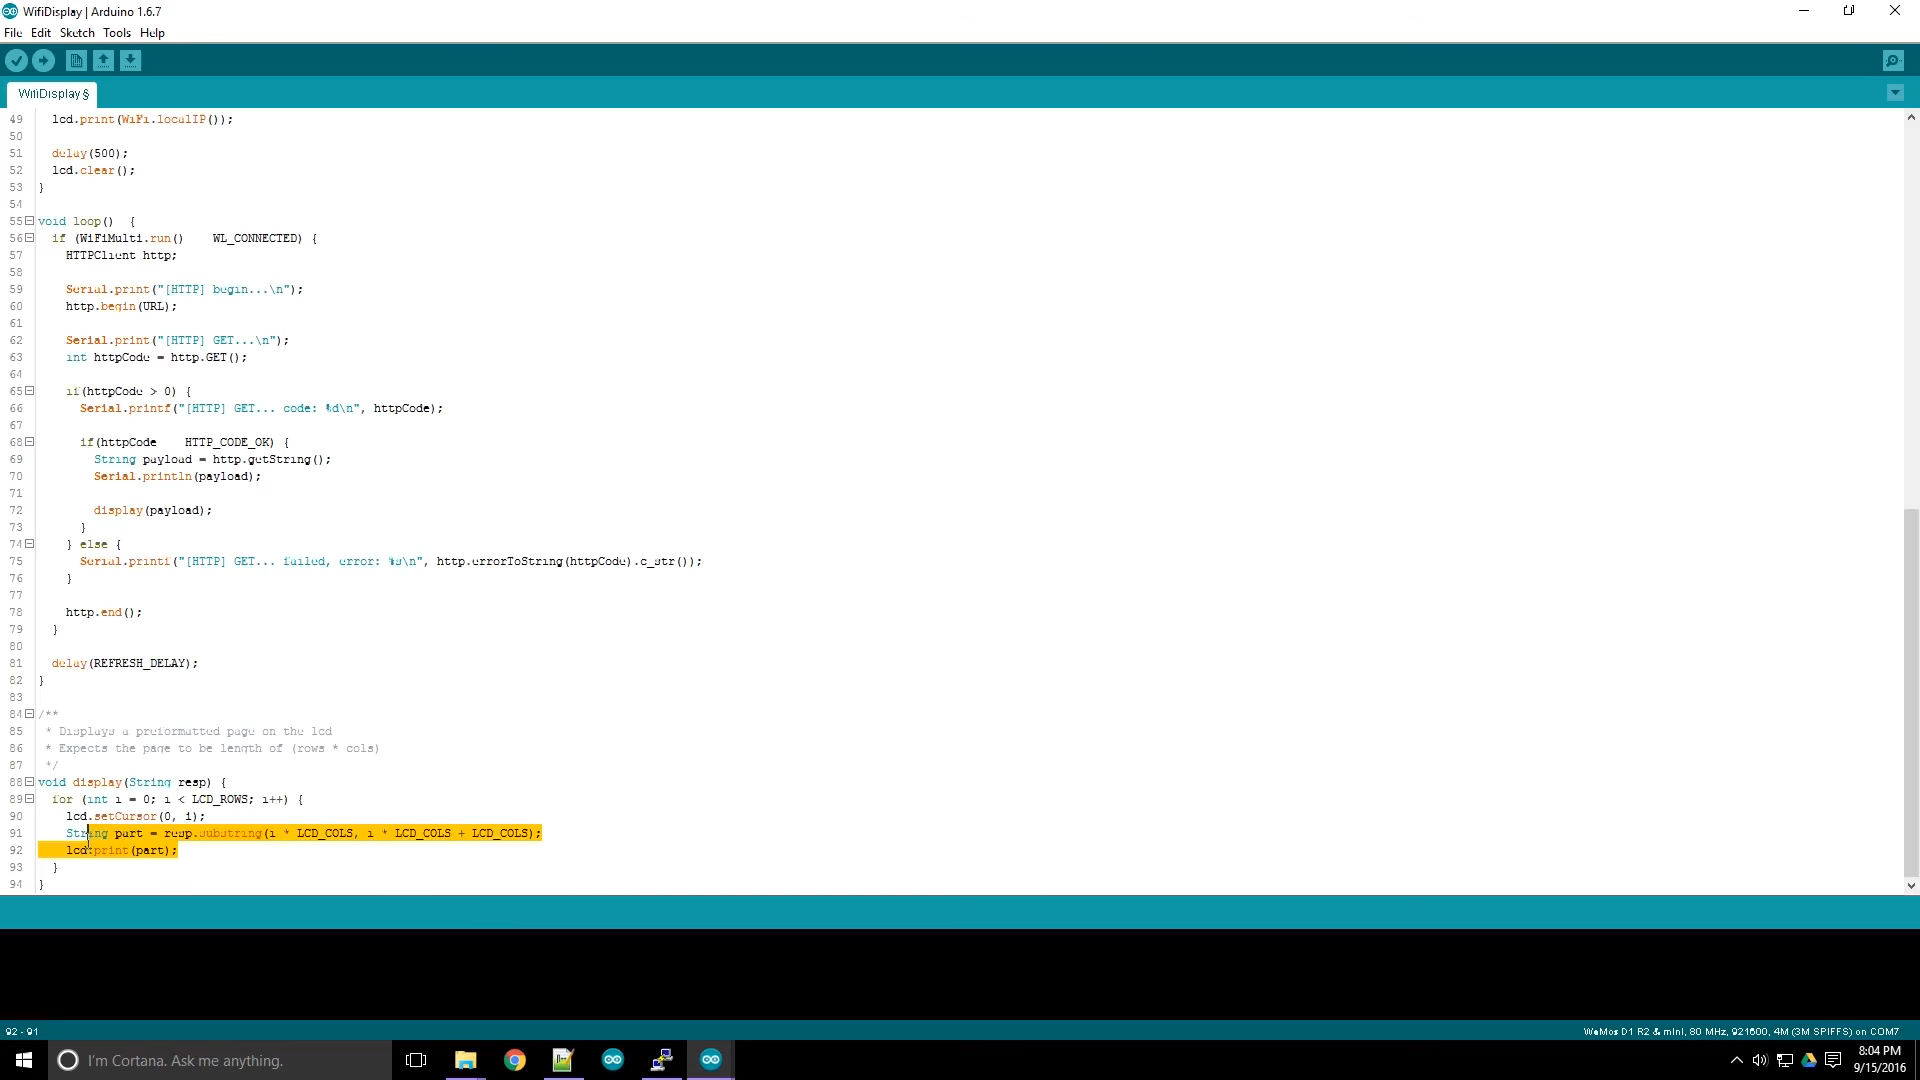 WifiDisplay | Arduino 1.6.7
File Edit Sketch Tools Help
WifiDisplay §
49 lcd.print(WiFi.localIP());
50
51 delay(500);
52 lcd.clear();
53 }
54
55 void loop() {
56 if (WiFiMulti.run() WL_CONNECTED) {
57 HTTPClient http;
58
59 Serial.print("[HTTP] begin...\n");
60 http.begin(URL);
61
62 Serial.print("[HTTP] GET...\n");
63 int httpCode = http.GET();
64
65 if(httpCode > 0) {
66 Serial.printf("[HTTP] GET... code: %d\n", httpCode);
67
68 if(httpCode HTTP_CODE_OK) {
69 String payload = http.getString();
70 Serial.println(payload);
71
72 display(payload);
73 }
74 } else {
75 Serial.printf("[HTTP] GET... failed, error: %s\n", http.errorToString(httpCode).c_str());
76 }
77
78 http.end();
79 }
80
81 delay(REFRESH_DELAY);
82 }
83
84 /**
85 * Displays a preformatted page on the lcd
86 * Expects the page to be length of (rows * cols)
87 */
88 void display(String resp) {
89 for (int i = 0; i < LCD_ROWS; i++) {
90 lcd.setCursor(0, i);
91 String part = resp.substring(i * LCD_COLS, i * LCD_COLS + LCD_COLS);
92 lcd.print(part);
93 }
94 }
92 - 91
WeMos D1 R2 & mini, 80 MHz, 921600, 4M (3M SPIFFS) on COM7
I'm Cortana. Ask me anything.
8:04 PM
9/15/2016